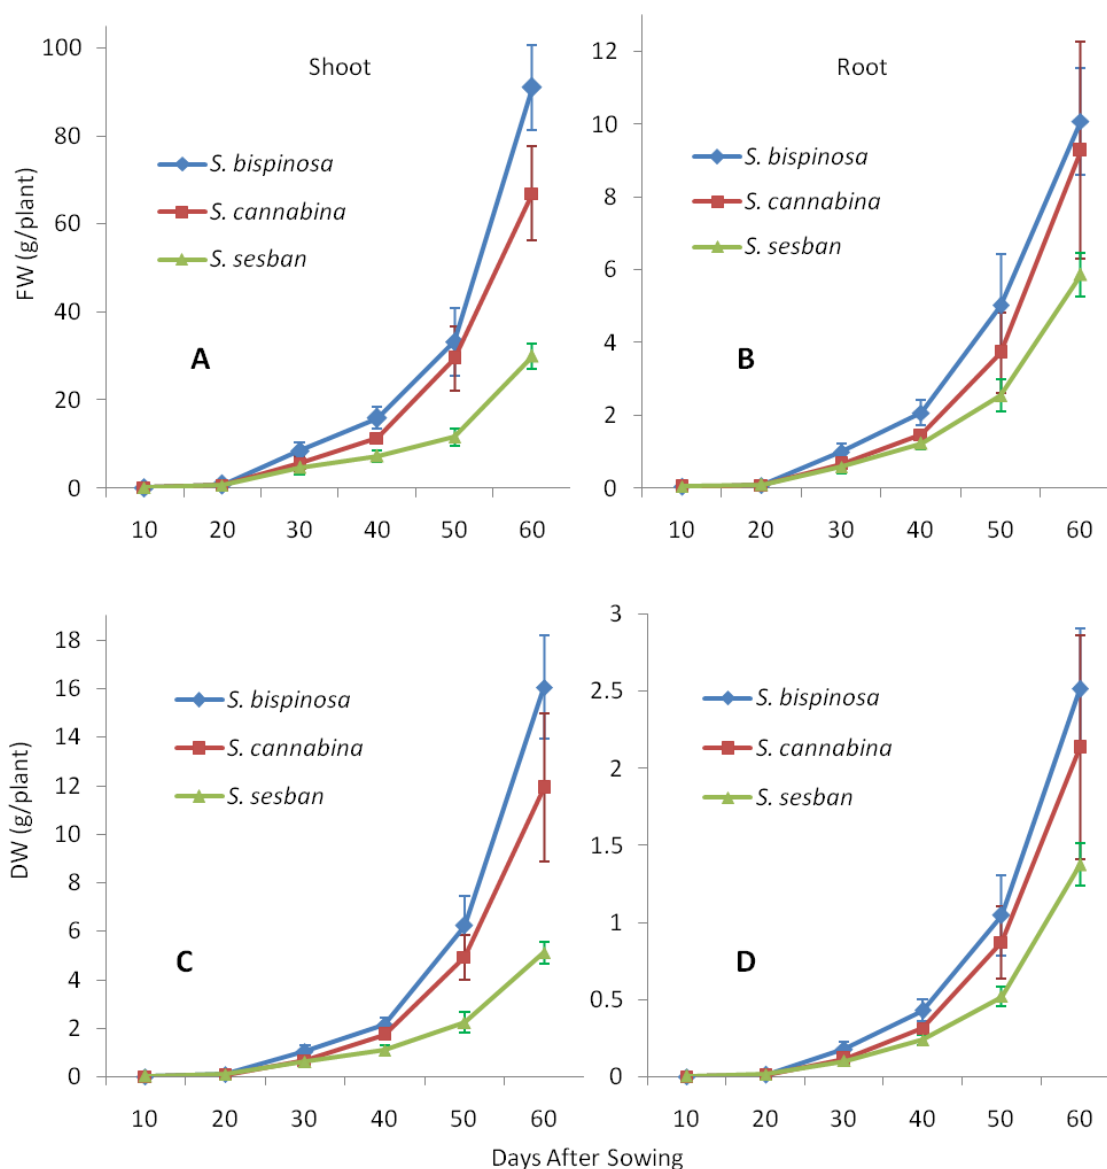 Shoot
FW (g/plant)
100
80
60
40
20
0
S. bispinosa
S. cannabina
S. sesban
A
10 20 30 40 50 60
Root
12
10
8
6
4
2
0
S. bispinosa
S. cannabina
S. sesban
B
10 20 30 40 50 60
DW (g/plant)
18
16
14
12
10
8
6
4
2
0
S. bispinosa
S. cannabina
S. sesban
C
10 20 30 40 50 60
3
2.5
2
1.5
1
0.5
0
S. bispinosa
S. cannabina
S. sesban
D
10 20 30 40 50 60
Days After Sowing